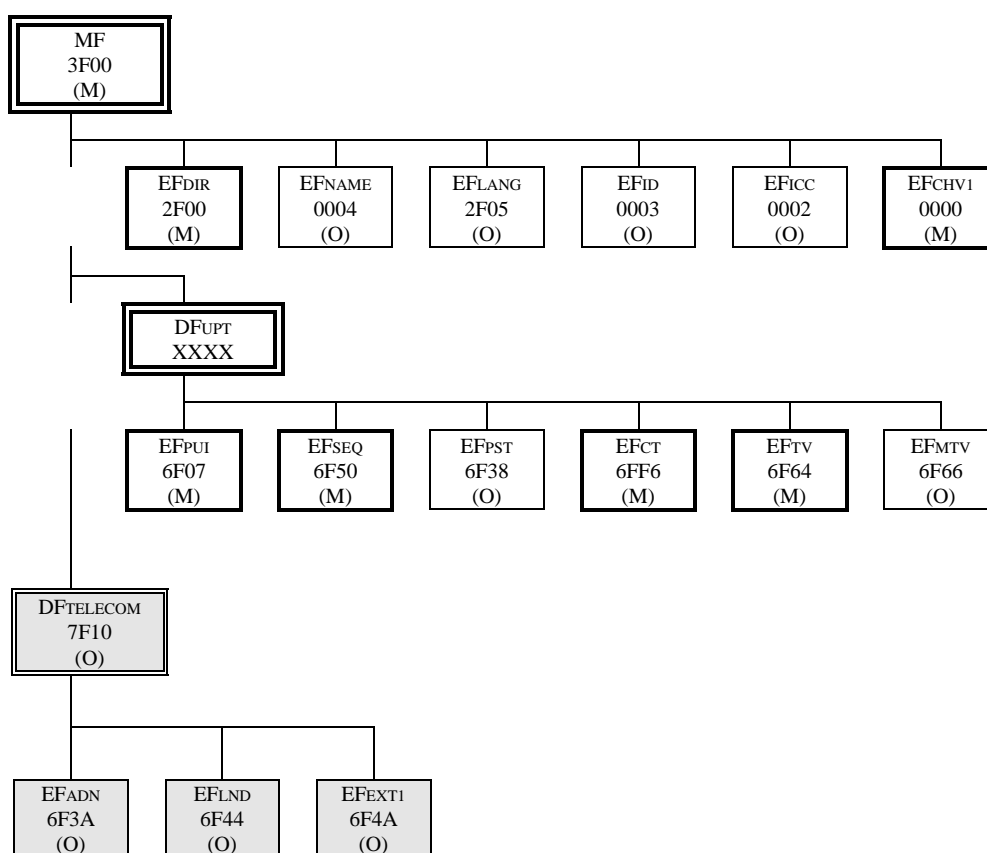 MF
3F00
(M)
EFDIR
2F00
(M)
EFNAME
0004
(O)
EFLANG
2F05
(O)
EFID
0003
(O)
EFICC
0002
(O)
EFCHV1
0000
(M)
DFUPT
XXXX
EFPUI
6F07
(M)
EFSEQ
6F50
(M)
EFPST
6F38
(O)
EFCT
6FF6
(M)
EFTV
6F64
(M)
EFMTV
6F66
(O)
DFTELECOM
7F10
(O)
EFADN
6F3A
(O)
EFLND
6F44
(O)
EFEXT1
6F4A
(O)